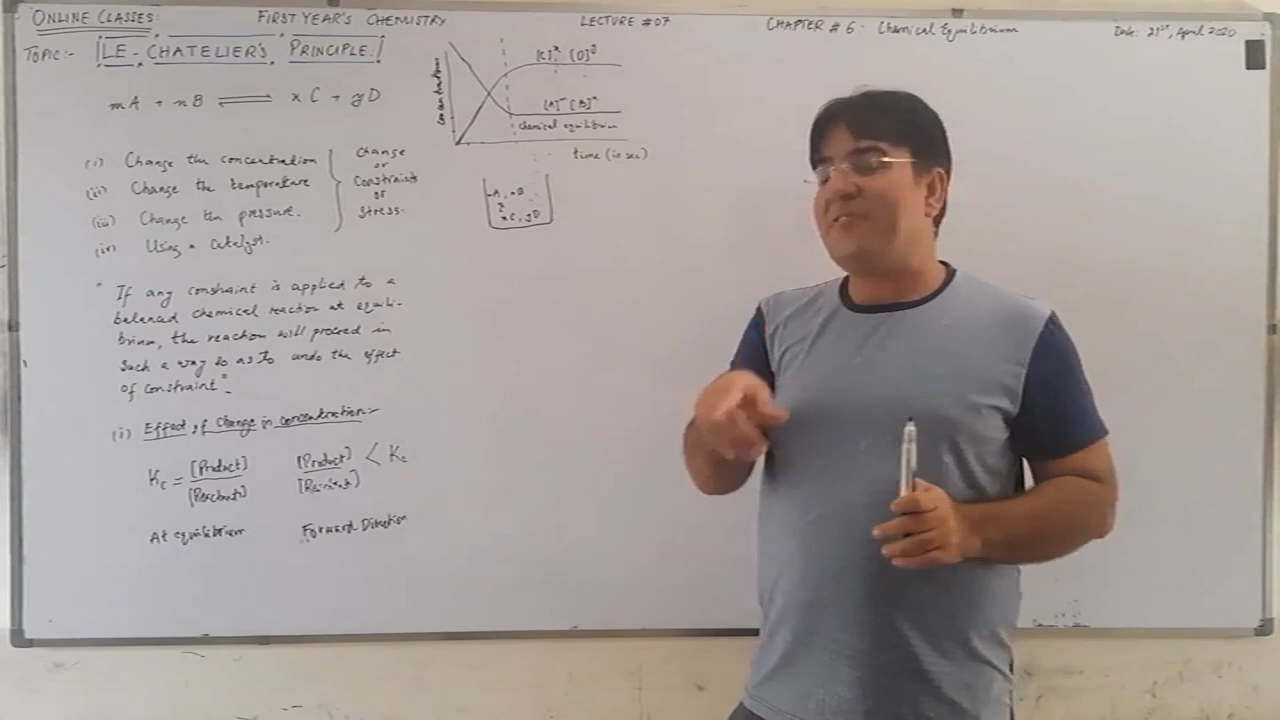 ONLINE CLASSES:
FIRST YEAR'S CHEMISTRY
LECTURE #07
CHAPTER # 6: Chemical Equilibrium
Date: 21st, April 2020
TOPIC:- LE-CHATELIER'S PRINCIPLE:
mA + nB ⇌ xC + yD
(i) Change the concentration
(ii) Change the temperature
(iii) Change the pressure.
(iv) Using a Catalyst.
Change
or
Constraint
or
Stress.
" If any constraint is applied to a
balanced chemical reaction at equili-
brium, the reaction will proceed in
such a way so as to undo the effect
of constraint"
(i) Effect of Change in concentration:-
Kc = [Product]
[Reactant]
At equilibrium
[Product] < Kc
[Reactant]
Forward Direction
concentration
[C]x [D]y
[A]m [B]n
chemical equilibrium
time (in sec)
A, nB
xC, yD